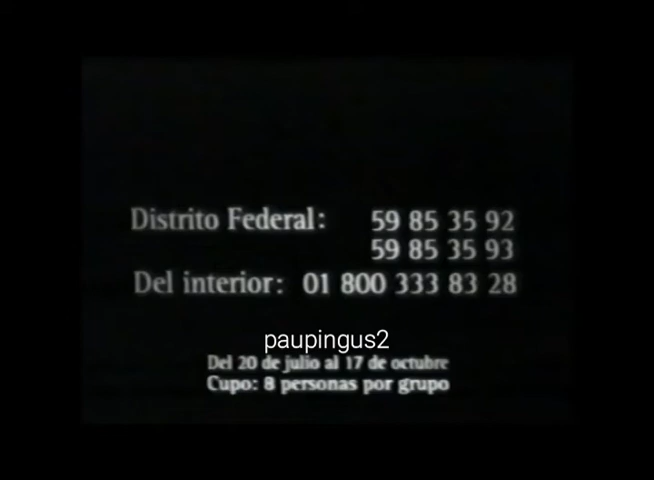 Distrito Federal: 59 85 35 92
59 85 35 93
Del interior: 01 800 333 83 28
paupingus2
Del 20 de julio al 17 de octubre
Cupo: 8 personas por grupo